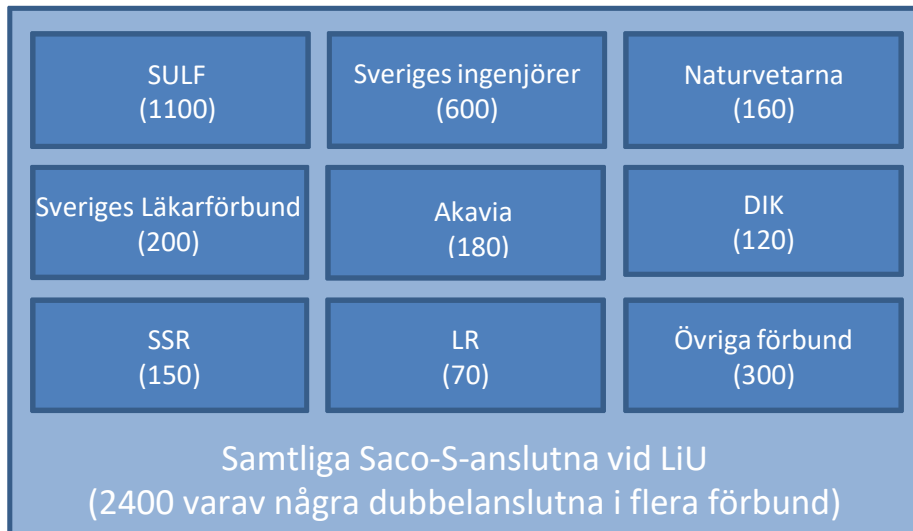 SULF
(1100)
Sveriges ingenjörer
(600)
Naturvetarna
(160)
Sveriges Läkarförbund
(200)
Akavia
(180)
DIK
(120)
SSR
(150)
LR
(70)
Övriga förbund
(300)
Samtliga Saco-S-anslutna vid LiU
(2400 varav några dubbelanslutna i flera förbund)